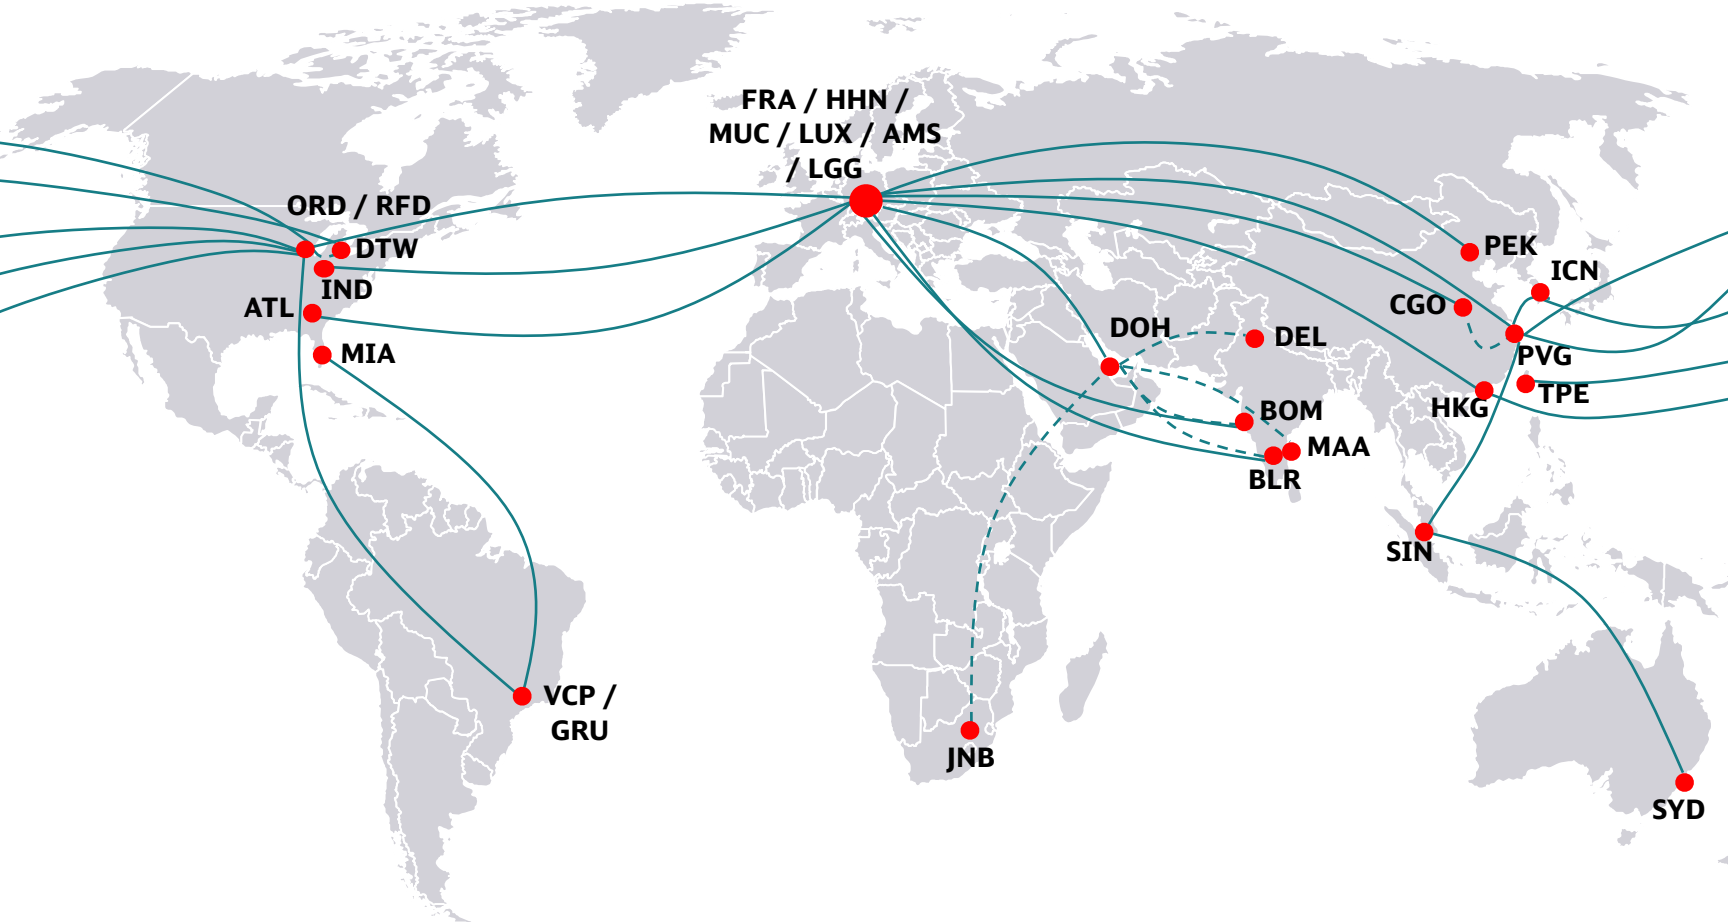 FRA / HHN /
MUC / LUX / AMS
/ LGG
ORD / RFD
DTW
IND
ATL
MIA
PEK
ICN
CGO
DOH
DEL
PVG
TPE
HKG
BOM
MAA
BLR
SIN
VCP /
GRU
JNB
SYD